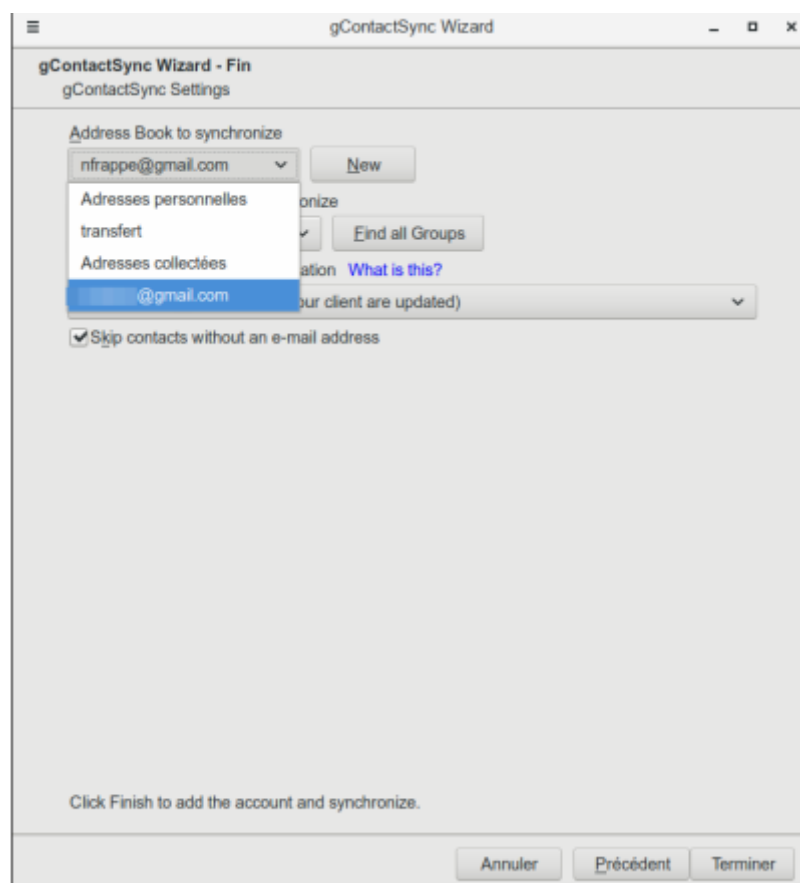 gContactSync Wizard
gContactSync Wizard - Fin
gContactSync Settings
Address Book to synchronize
nfrappe@gmail.com
New
Adresses personnelles
onize
transfert
Find all Groups
Adresses collectées
ation What is this?
@gmail.com
our client are updated)
Skip contacts without an e-mail address
Click Finish to add the account and synchronize.
Annuler
Précédent
Terminer